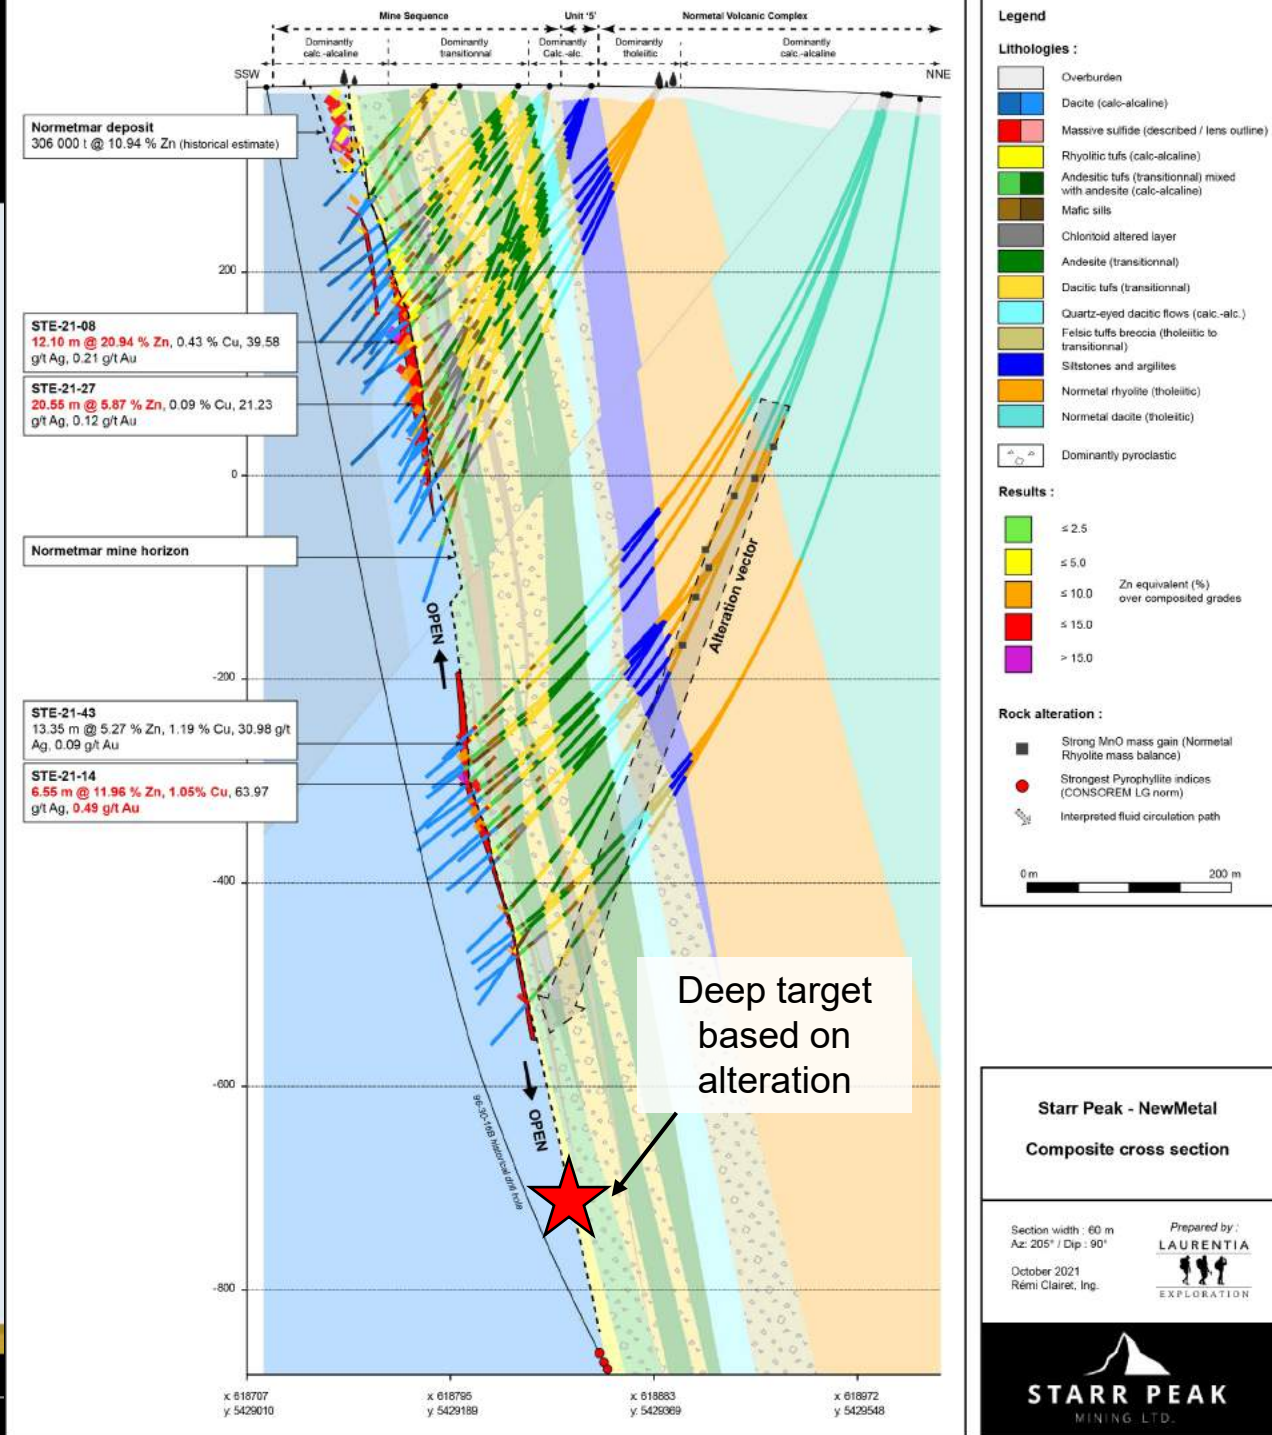 Mine Sequence
Unit '5'
Normetal Volcanic Complex
Dominantly
calc.-alcaline
Dominantly
transitionnal
Dominantly
Calc.-alc.
Dominantly
tholeiitic
Dominantly
calc.-alcaline
SSW
NNE
Normetmar deposit
306 000 t @ 10.94 % Zn (historical estimate)
200
STE-21-08
12.10 m @ 20.94 % Zn, 0.43 % Cu, 39.58
g/t Ag, 0.21 g/t Au
STE-21-27
20.55 m @ 5.87 % Zn, 0.09 % Cu, 21.23
g/t Ag, 0.12 g/t Au
0
Normetmar mine horizon
OPEN
Alteration vector
-200
STE-21-43
13.35 m @ 5.27 % Zn, 1.19 % Cu, 30.98 g/t
Ag, 0.09 g/t Au
STE-21-14
6.55 m @ 11.96 % Zn, 1.05% Cu, 63.97
g/t Ag, 0.49 g/t Au
-400
Deep target
based on
alteration
-600
OPEN
96-30-16B historical drill hole
-800
x: 618707
y: 5429010
x: 618795
y: 5429189
x: 618883
y: 5429369
x: 618972
y: 5429548
Legend
Lithologies :
Overburden
Dacite (calc-alcaline)
Massive sulfide (described / lens outline)
Rhyolitic tufs (calc-alcaline)
Andesitic tufs (transitionnal) mixed
with andesite (calc-alcaline)
Mafic sills
Chloritoid altered layer
Andesite (transitionnal)
Dacitic tufs (transitionnal)
Quartz-eyed dacitic flows (calc.-alc.)
Felsic tuffs breccia (tholeiitic to
transitionnal)
Siltstones and argilites
Normetal rhyolite (tholeiitic)
Normetal dacite (tholeiitic)
Dominantly pyroclastic
Results :
≤ 2.5
≤ 5.0
≤ 10.0
≤ 15.0
> 15.0
Zn equivalent (%)
over composited grades
Rock alteration :
Strong MnO mass gain (Normetal
Rhyolite mass balance)
Strongest Pyrophyllite indices
(CONSOREM LG norm)
Interpreted fluid circulation path
0 m
200 m
Starr Peak - NewMetal
Composite cross section
Section width : 60 m
Az: 205° / Dip : 90°
October 2021
Rémi Clairet, Ing.
Prepared by :
LAURENTIA
EXPLORATION
STARR PEAK
MINING LTD.